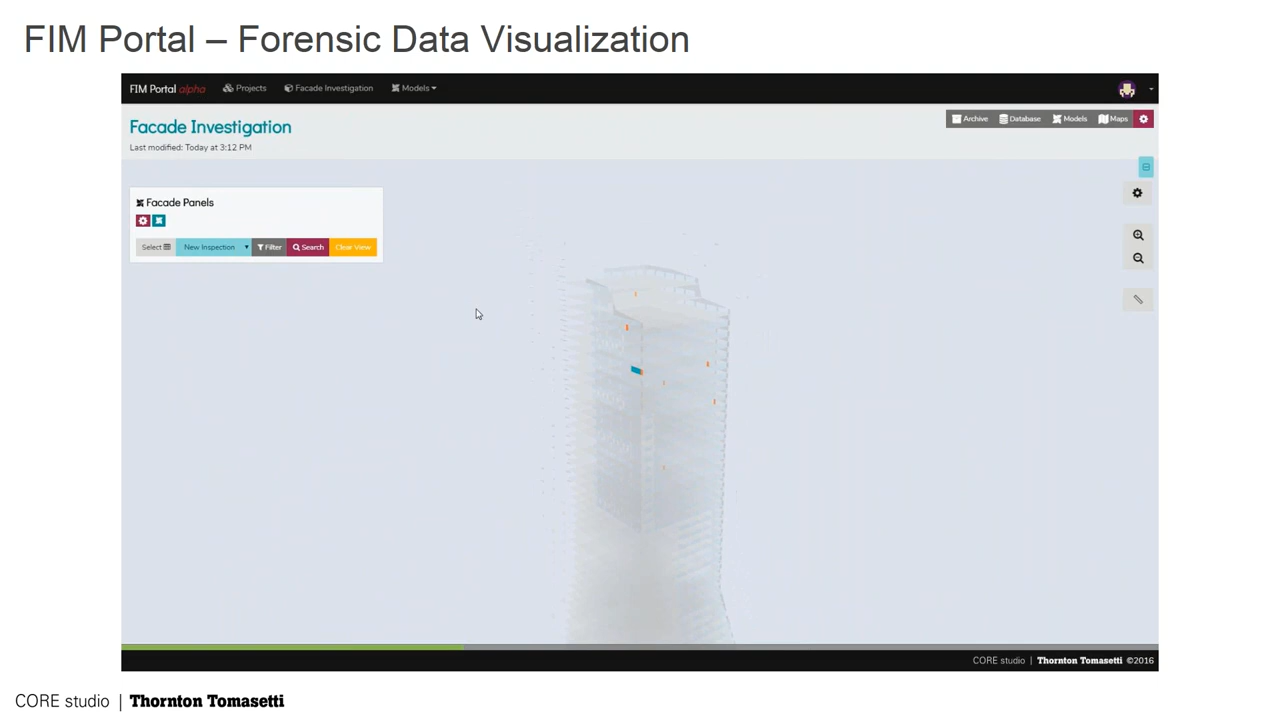 FIM Portal – Forensic Data Visualization
FIM Portal alpha Projects Facade Investigation Models
Facade Investigation
Archive Database Models Maps
Last modified: Today at 3:12 PM
Facade Panels
Select New Inspection Filter Search Clear View
CORE studio | Thornton Tomasetti ©2016
CORE studio | Thornton Tomasetti